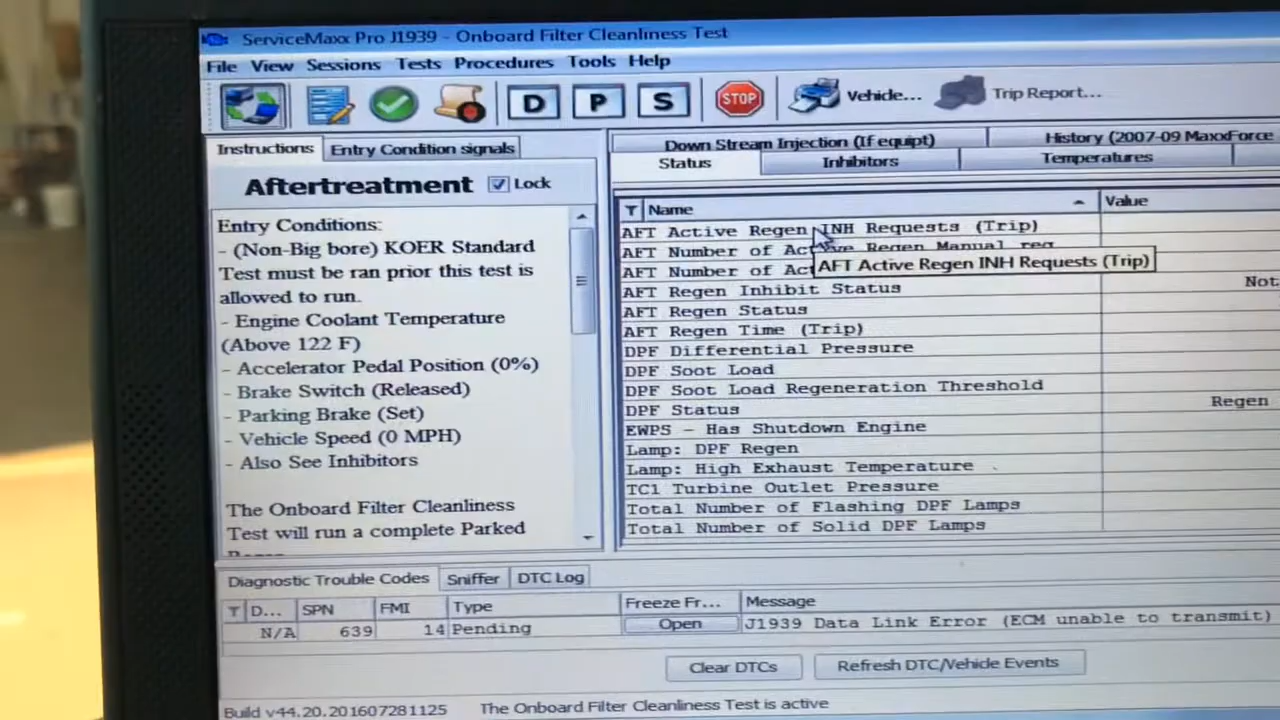 ServiceMaxx Pro J1939 - Onboard Filter Cleanliness Test
File View Sessions Tests Procedures Tools Help
D P S STOP Vehicle... Trip Report...
Instructions Entry Condition signals
Down Stream Injection (If equipt) History (2007-09 MaxxForce
Status Inhibitors Temperatures
Aftertreatment Lock
Entry Conditions:
- (Non-Big bore) KOER Standard
Test must be ran prior this test is
allowed to run.
- Engine Coolant Temperature
(Above 122 F)
- Accelerator Pedal Position (0%)
- Brake Switch (Released)
- Parking Brake (Set)
- Vehicle Speed (0 MPH)
- Also See Inhibitors
The Onboard Filter Cleanliness
Test will run a complete Parked
Name Value
AFT Active Regen INH Requests (Trip)
AFT Number of Active Regen Manual req
AFT Number of Act
AFT Active Regen INH Requests (Trip)
AFT Regen Inhibit Status Not
AFT Regen Status
AFT Regen Time (Trip)
DPF Differential Pressure
DPF Soot Load
DPF Soot Load Regeneration Threshold
DPF Status Regen
EWPS - Has Shutdown Engine
Lamp: DPF Regen
Lamp: High Exhaust Temperature
TC1 Turbine Outlet Pressure
Total Number of Flashing DPF Lamps
Total Number of Solid DPF Lamps
Diagnostic Trouble Codes Sniffer DTC Log
D... SPN FMI Type Freeze Fr... Message
N/A 639 14 Pending Open J1939 Data Link Error (ECM unable to transmit)
Clear DTCs Refresh DTC/Vehicle Events
Build v44.20.201607281125 The Onboard Filter Cleanliness Test is active